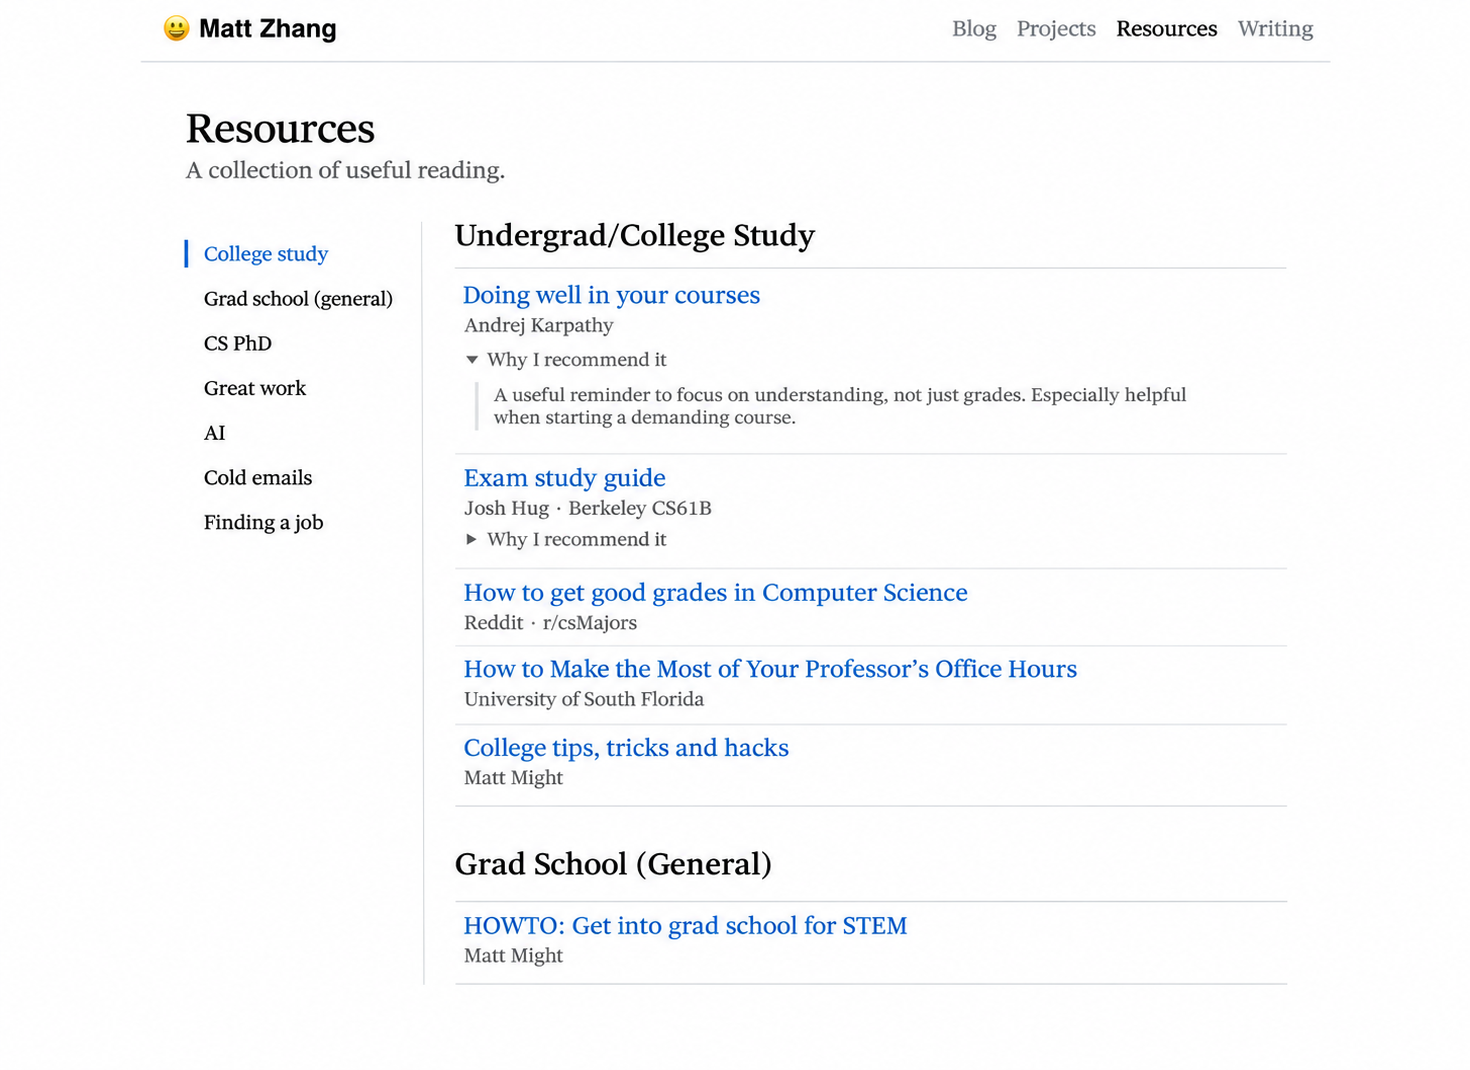 😀 Matt Zhang
Blog Projects Resources Writing
Resources
A collection of useful reading.
College study
Grad school (general)
CS PhD
Great work
AI
Cold emails
Finding a job
Undergrad/College Study
Doing well in your courses
Andrej Karpathy
▼ Why I recommend it
A useful reminder to focus on understanding, not just grades. Especially helpful
when starting a demanding course.
Exam study guide
Josh Hug · Berkeley CS61B
▶ Why I recommend it
How to get good grades in Computer Science
Reddit · r/csMajors
How to Make the Most of Your Professor’s Office Hours
University of South Florida
College tips, tricks and hacks
Matt Might
Grad School (General)
HOWTO: Get into grad school for STEM
Matt Might